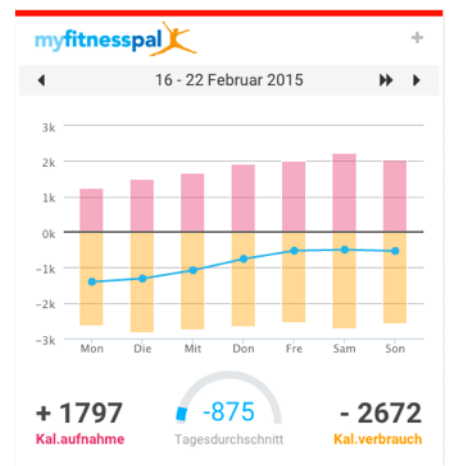 myfitnesspal
16 - 22 Februar 2015
3k
2k
1k
0k
-1k
-2k
-3k
Mon Die Mit Don Fre Sam Son
+ 1797 -875 - 2672
Kal.aufnahme Tagesdurchschnitt Kal.verbrauch